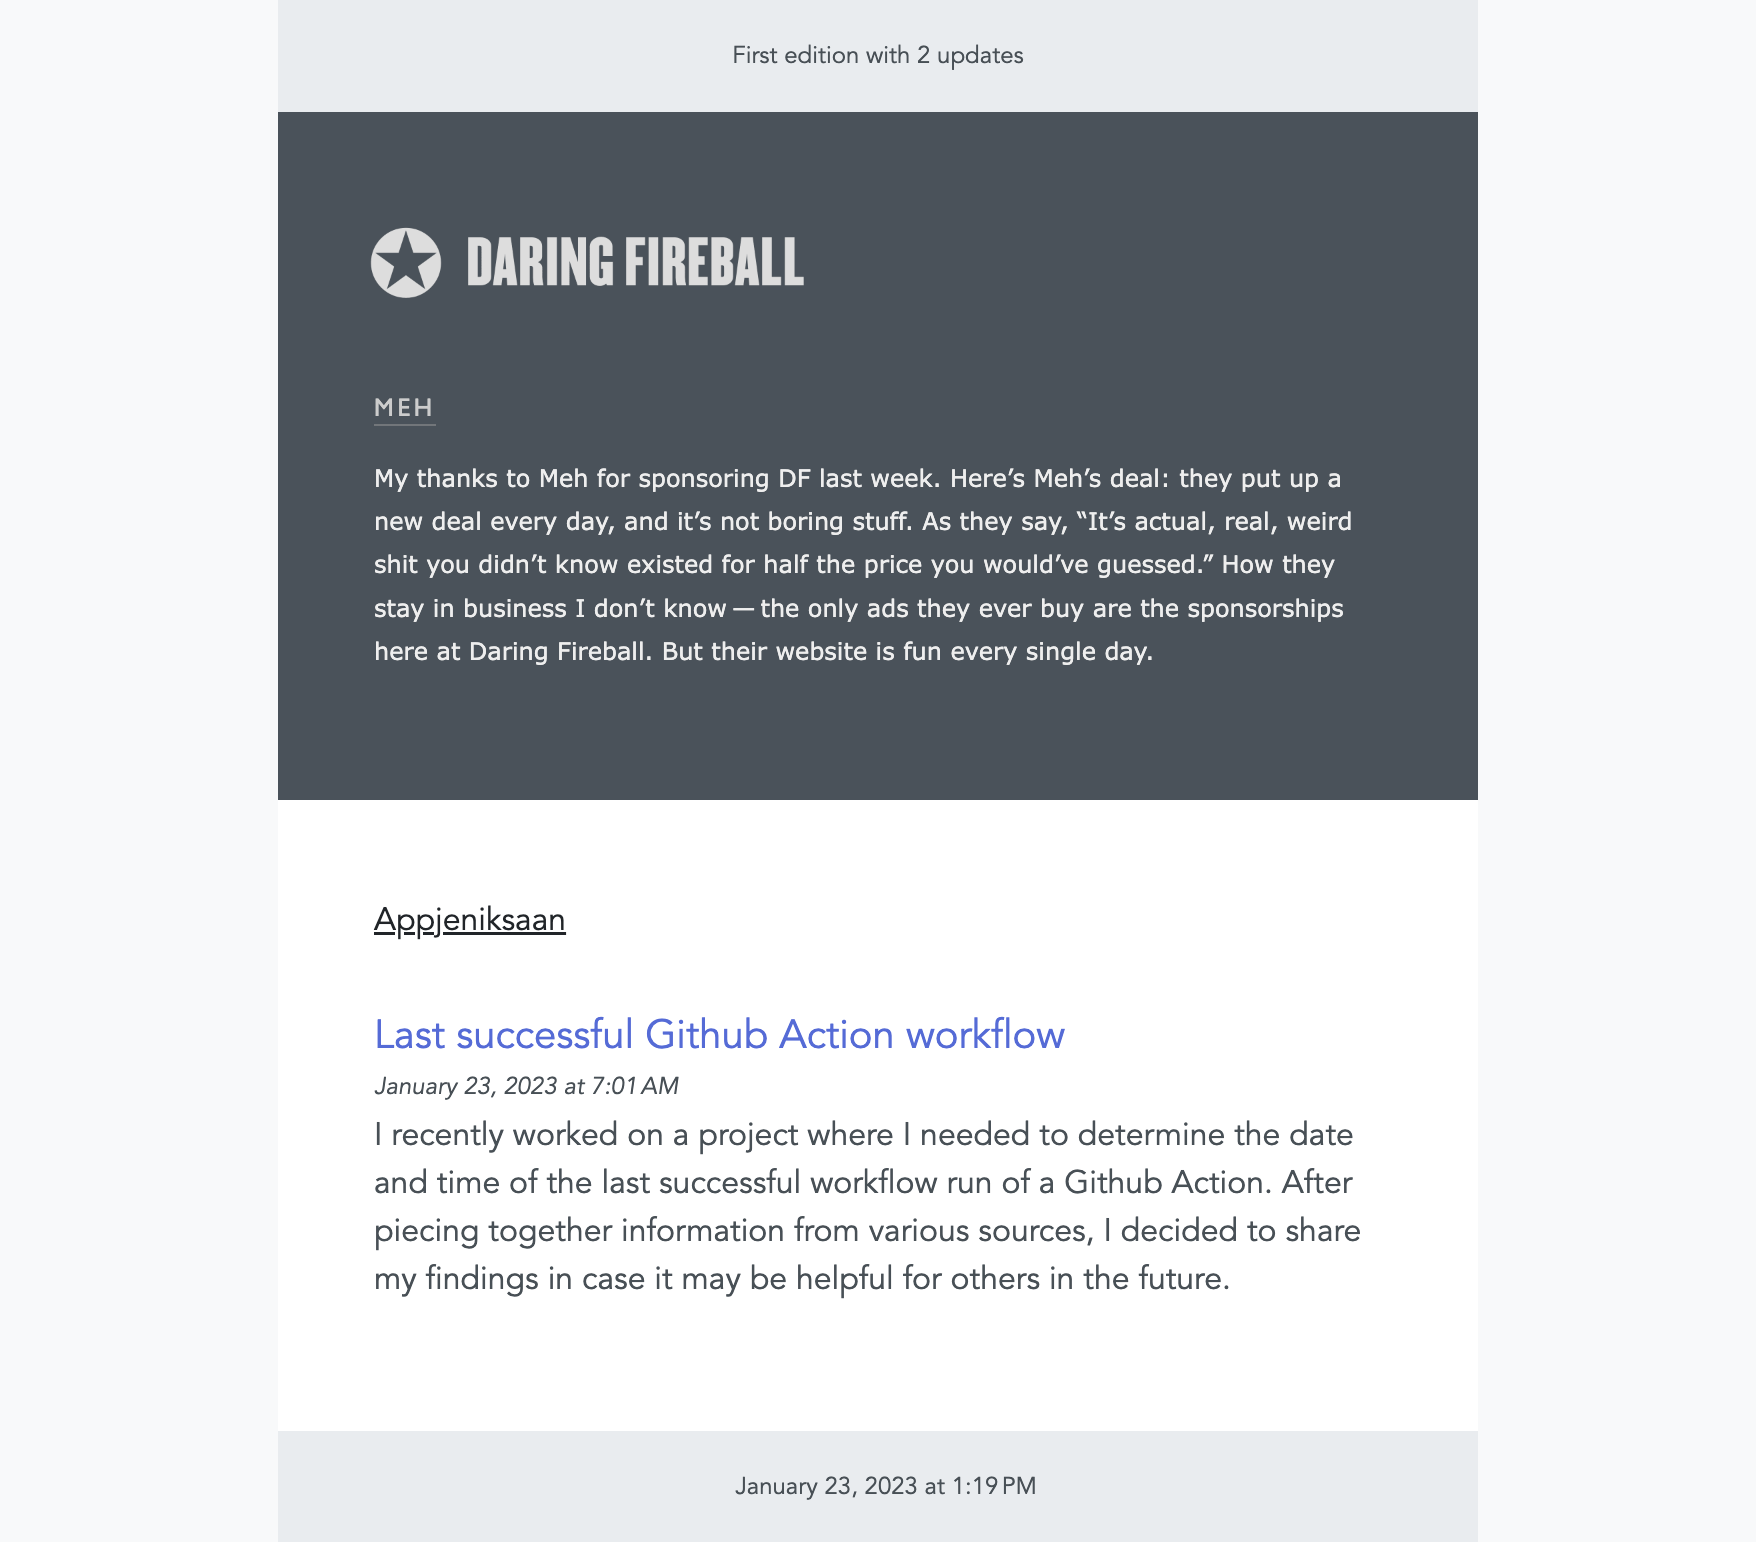 First edition with 2 updates
DARING FIREBALL
MEH
My thanks to Meh for sponsoring DF last week. Here’s Meh’s deal: they put up a
new deal every day, and it’s not boring stuff. As they say, “It’s actual, real, weird
shit you didn’t know existed for half the price you would’ve guessed.” How they
stay in business I don’t know — the only ads they ever buy are the sponsorships
here at Daring Fireball. But their website is fun every single day.
Appjeniksaan
Last successful Github Action workflow
January 23, 2023 at 7:01 AM
I recently worked on a project where I needed to determine the date
and time of the last successful workflow run of a Github Action. After
piecing together information from various sources, I decided to share
my findings in case it may be helpful for others in the future.
January 23, 2023 at 1:19 PM